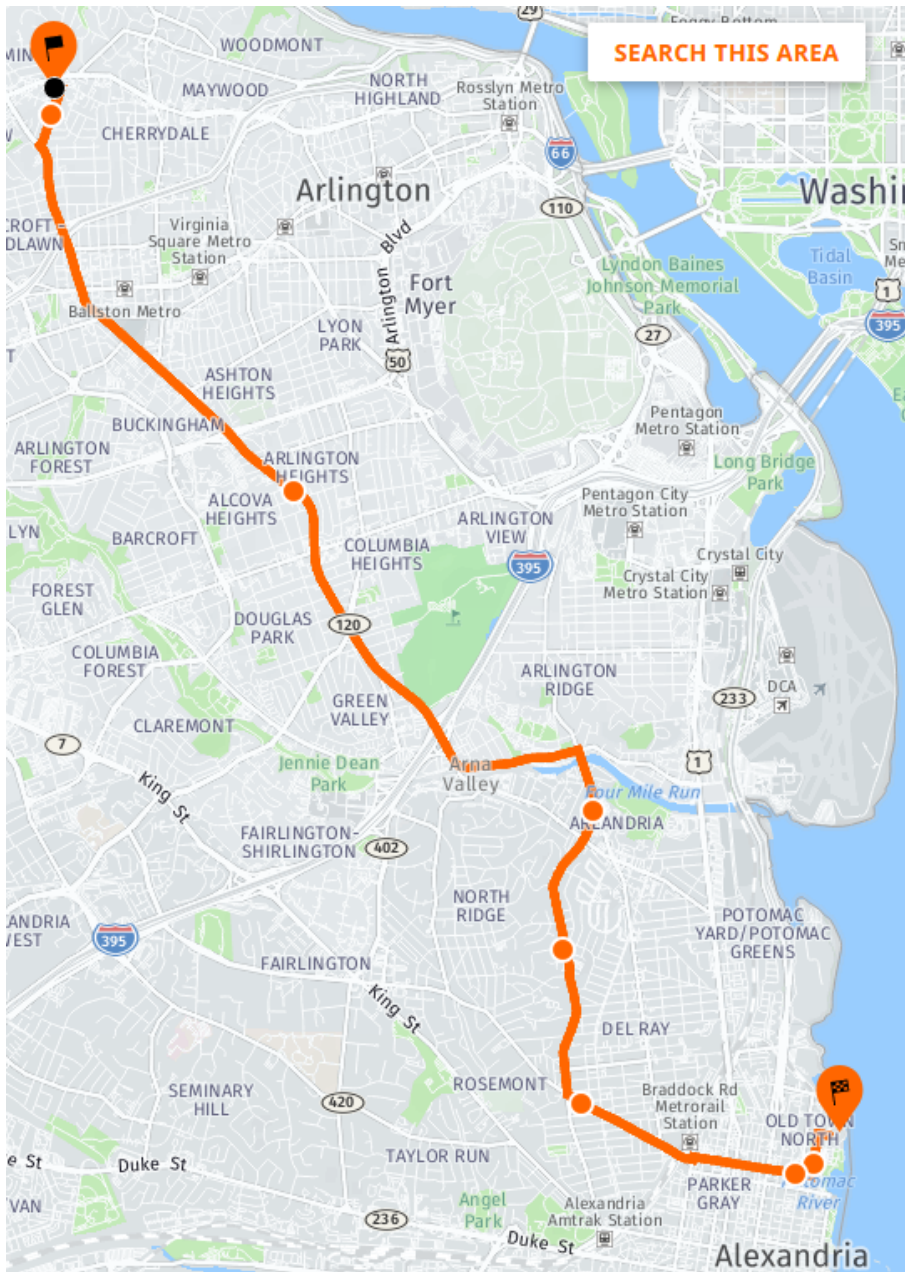 29
Foggy Bottom
SEARCH THIS AREA
WOODMONT
MAYWOOD
NORTH
HIGHLAND
Rosslyn Metro
Station
CHERRYDALE
66
Arlington
110
Virginia
Square Metro
Station
Arlington Blvd
Fort
Myer
Lyndon Baines
Johnson Memorial
Park
Tidal
Basin
1
395
Ballston Metro
LYON
PARK
27
50
ASHTON
HEIGHTS
BUCKINGHAM
Pentagon
Metro Station
ARLINGTON
FOREST
ARLINGTON
HEIGHTS
Long Bridge
Park
ALCOVA
HEIGHTS
Pentagon City
Metro Station
ARLINGTON
VIEW
BARCROFT
COLUMBIA
HEIGHTS
Crystal City
395
Crystal City
Metro Station
FOREST
GLEN
DOUGLAS
PARK
120
COLUMBIA
FOREST
ARLINGTON
RIDGE
DCA
233
GREEN
VALLEY
CLAREMONT
7
Jennie Dean
Park
Arna
Valley
1
King St
Four Mile Run
ARLANDRIA
FAIRLINGTON-
SHIRLINGTON
402
NORTH
RIDGE
POTOMAC
YARD/POTOMAC
GREENS
395
FAIRLINGTON
King St
DEL RAY
SEMINARY
HILL
420
ROSEMONT
Braddock Rd
Metrorail
Station
OLD TOWN
NORTH
Duke St
TAYLOR RUN
PARKER
GRAY
Potomac
River
Angel
Park
Alexandria
Amtrak Station
236
Duke St
Alexandria